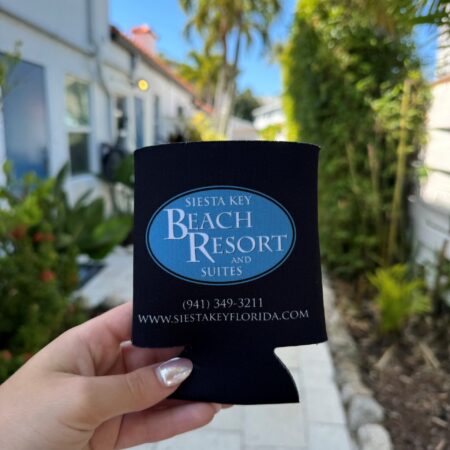 SIESTA KEY
BEACH
RESORT
AND
SUITES
(941) 349-3211
WWW.SIESTAKEYFLORIDA.COM